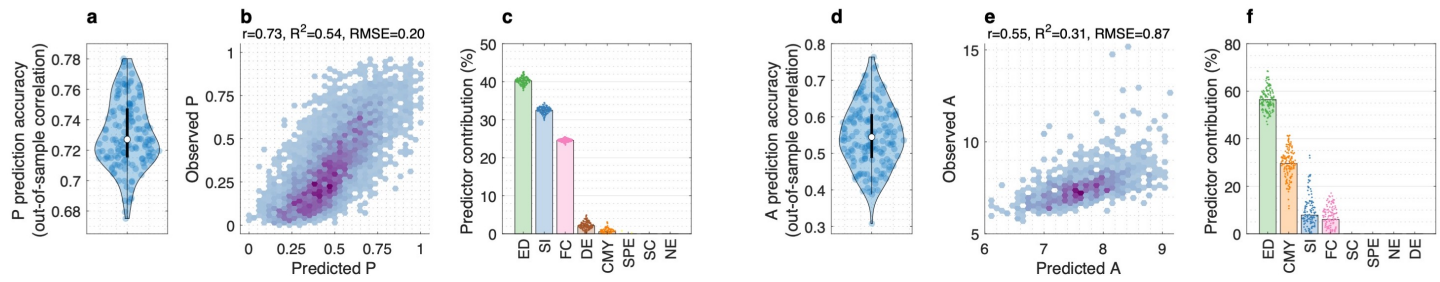 a
P prediction accuracy
(out-of-sample correlation)
0.78
0.76
0.74
0.72
0.7
0.68
b
r=0.73, R²=0.54, RMSE=0.20
Observed P
1
0.75
0.5
0.25
0
0 0.25 0.5 0.75 1
Predicted P
c
Predictor contribution (%)
50
40
30
20
10
0
ED SI FC DE CMY SPE SC NE
d
A prediction accuracy
(out-of-sample correlation)
0.8
0.7
0.6
0.5
0.4
0.3
e
r=0.55, R²=0.31, RMSE=0.87
Observed A
15
10
5
6 7 8 9
Predicted A
f
Predictor contribution (%)
80
60
40
20
0
ED CMY SI FC SC SPE NE DE